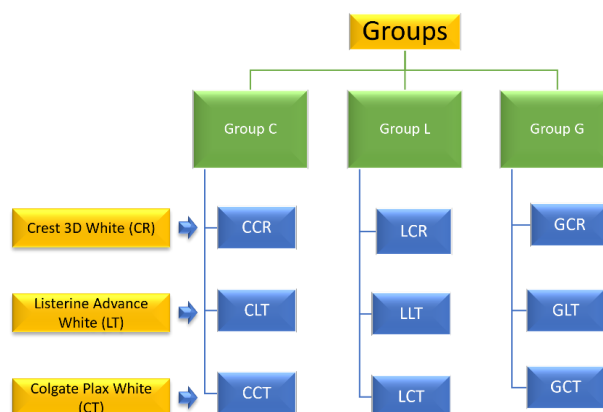 Groups
Group C
Group L
Group G
Crest 3D White (CR)
CCR
LCR
GCR
Listerine Advance
White (LT)
CLT
LLT
GLT
Colgate Plax White
(CT)
CCT
LCT
GCT